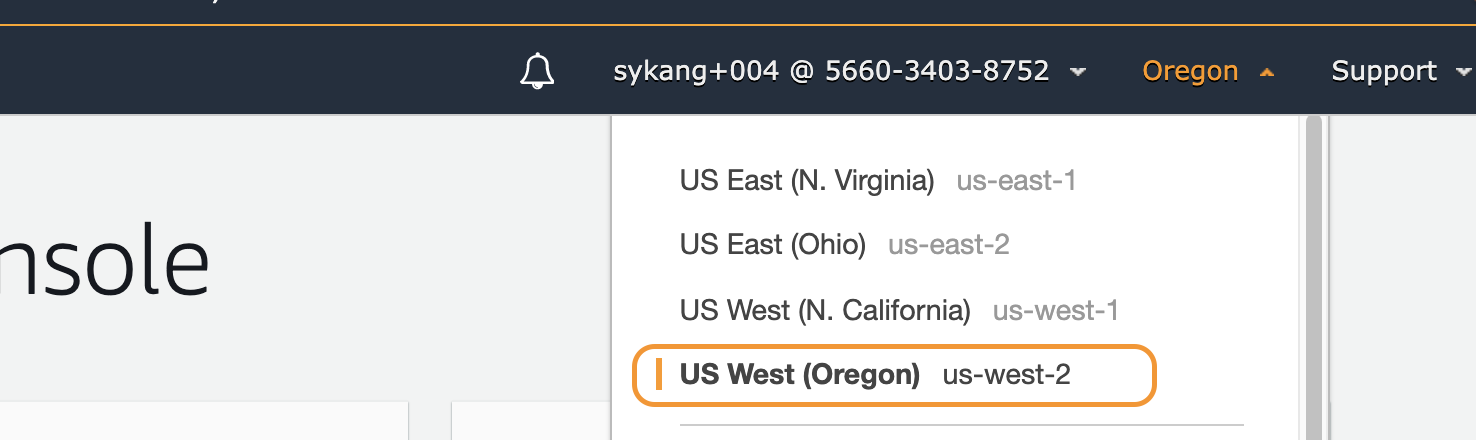 sykang+004 @ 5660-3403-8752 Oregon Support
US East (N. Virginia) us-east-1
US East (Ohio) us-east-2
nsole
US West (N. California) us-west-1
US West (Oregon) us-west-2